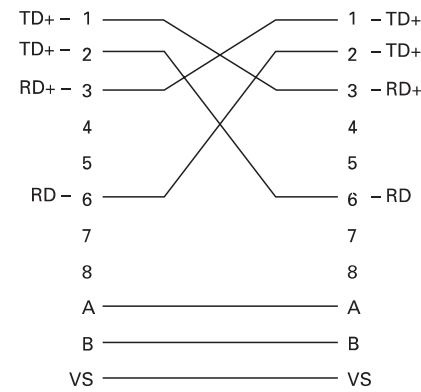 TD+ – 1 1 – TD+
TD+ – 2 2 – TD+
RD+ – 3 3 – RD+
4 4
5 5
RD – 6 6 – RD
7 7
8 8
A A
B B
VS VS